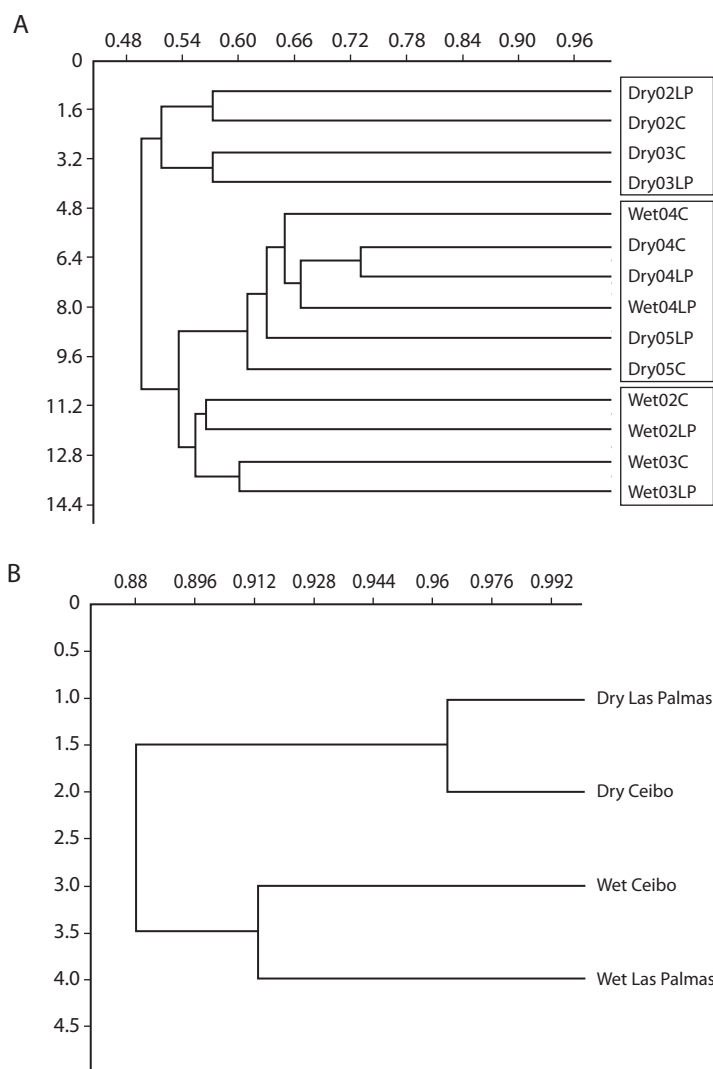 A
0.48 0.54 0.60 0.66 0.72 0.78 0.84 0.90 0.96
0
1.6
3.2
4.8
6.4
8.0
9.6
11.2
12.8
14.4
Dry02LP
Dry02C
Dry03C
Dry03LP
Wet04C
Dry04C
Dry04LP
Wet04LP
Dry05LP
Dry05C
Wet02C
Wet02LP
Wet03C
Wet03LP
B
0.88 0.896 0.912 0.928 0.944 0.96 0.976 0.992
0
0.5
1.0
1.5
2.0
2.5
3.0
3.5
4.0
4.5
Dry Las Palmas
Dry Ceibo
Wet Ceibo
Wet Las Palmas